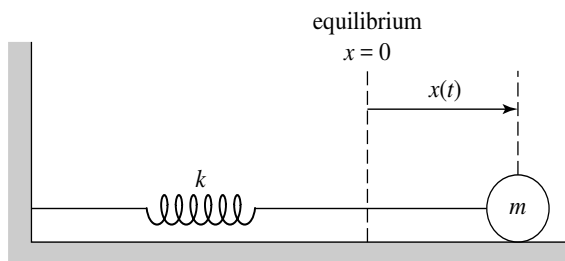 equilibrium
x = 0
x(t)
k
m